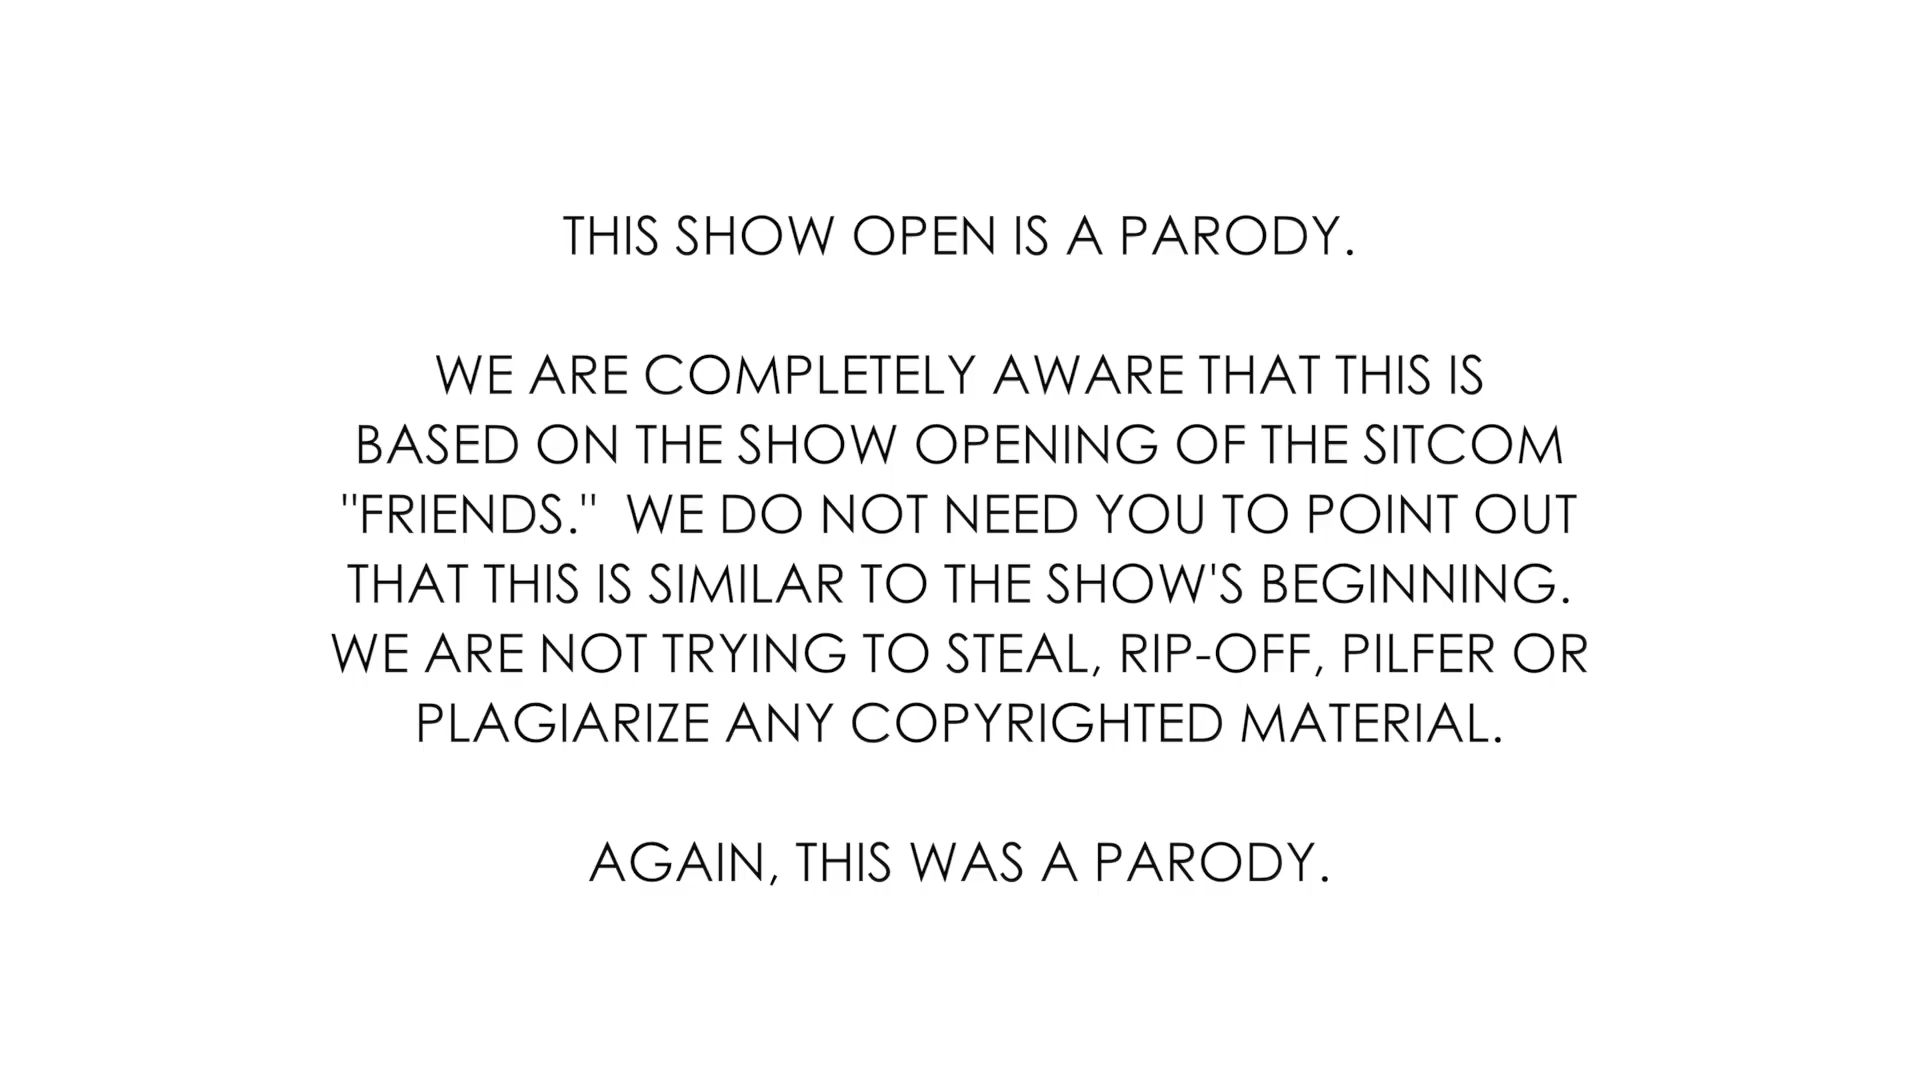 THIS SHOW OPEN IS A PARODY.
WE ARE COMPLETELY AWARE THAT THIS IS
BASED ON THE SHOW OPENING OF THE SITCOM
"FRIENDS."  WE DO NOT NEED YOU TO POINT OUT
THAT THIS IS SIMILAR TO THE SHOW'S BEGINNING.
WE ARE NOT TRYING TO STEAL, RIP-OFF, PILFER OR
PLAGIARIZE ANY COPYRIGHTED MATERIAL.
AGAIN, THIS WAS A PARODY.